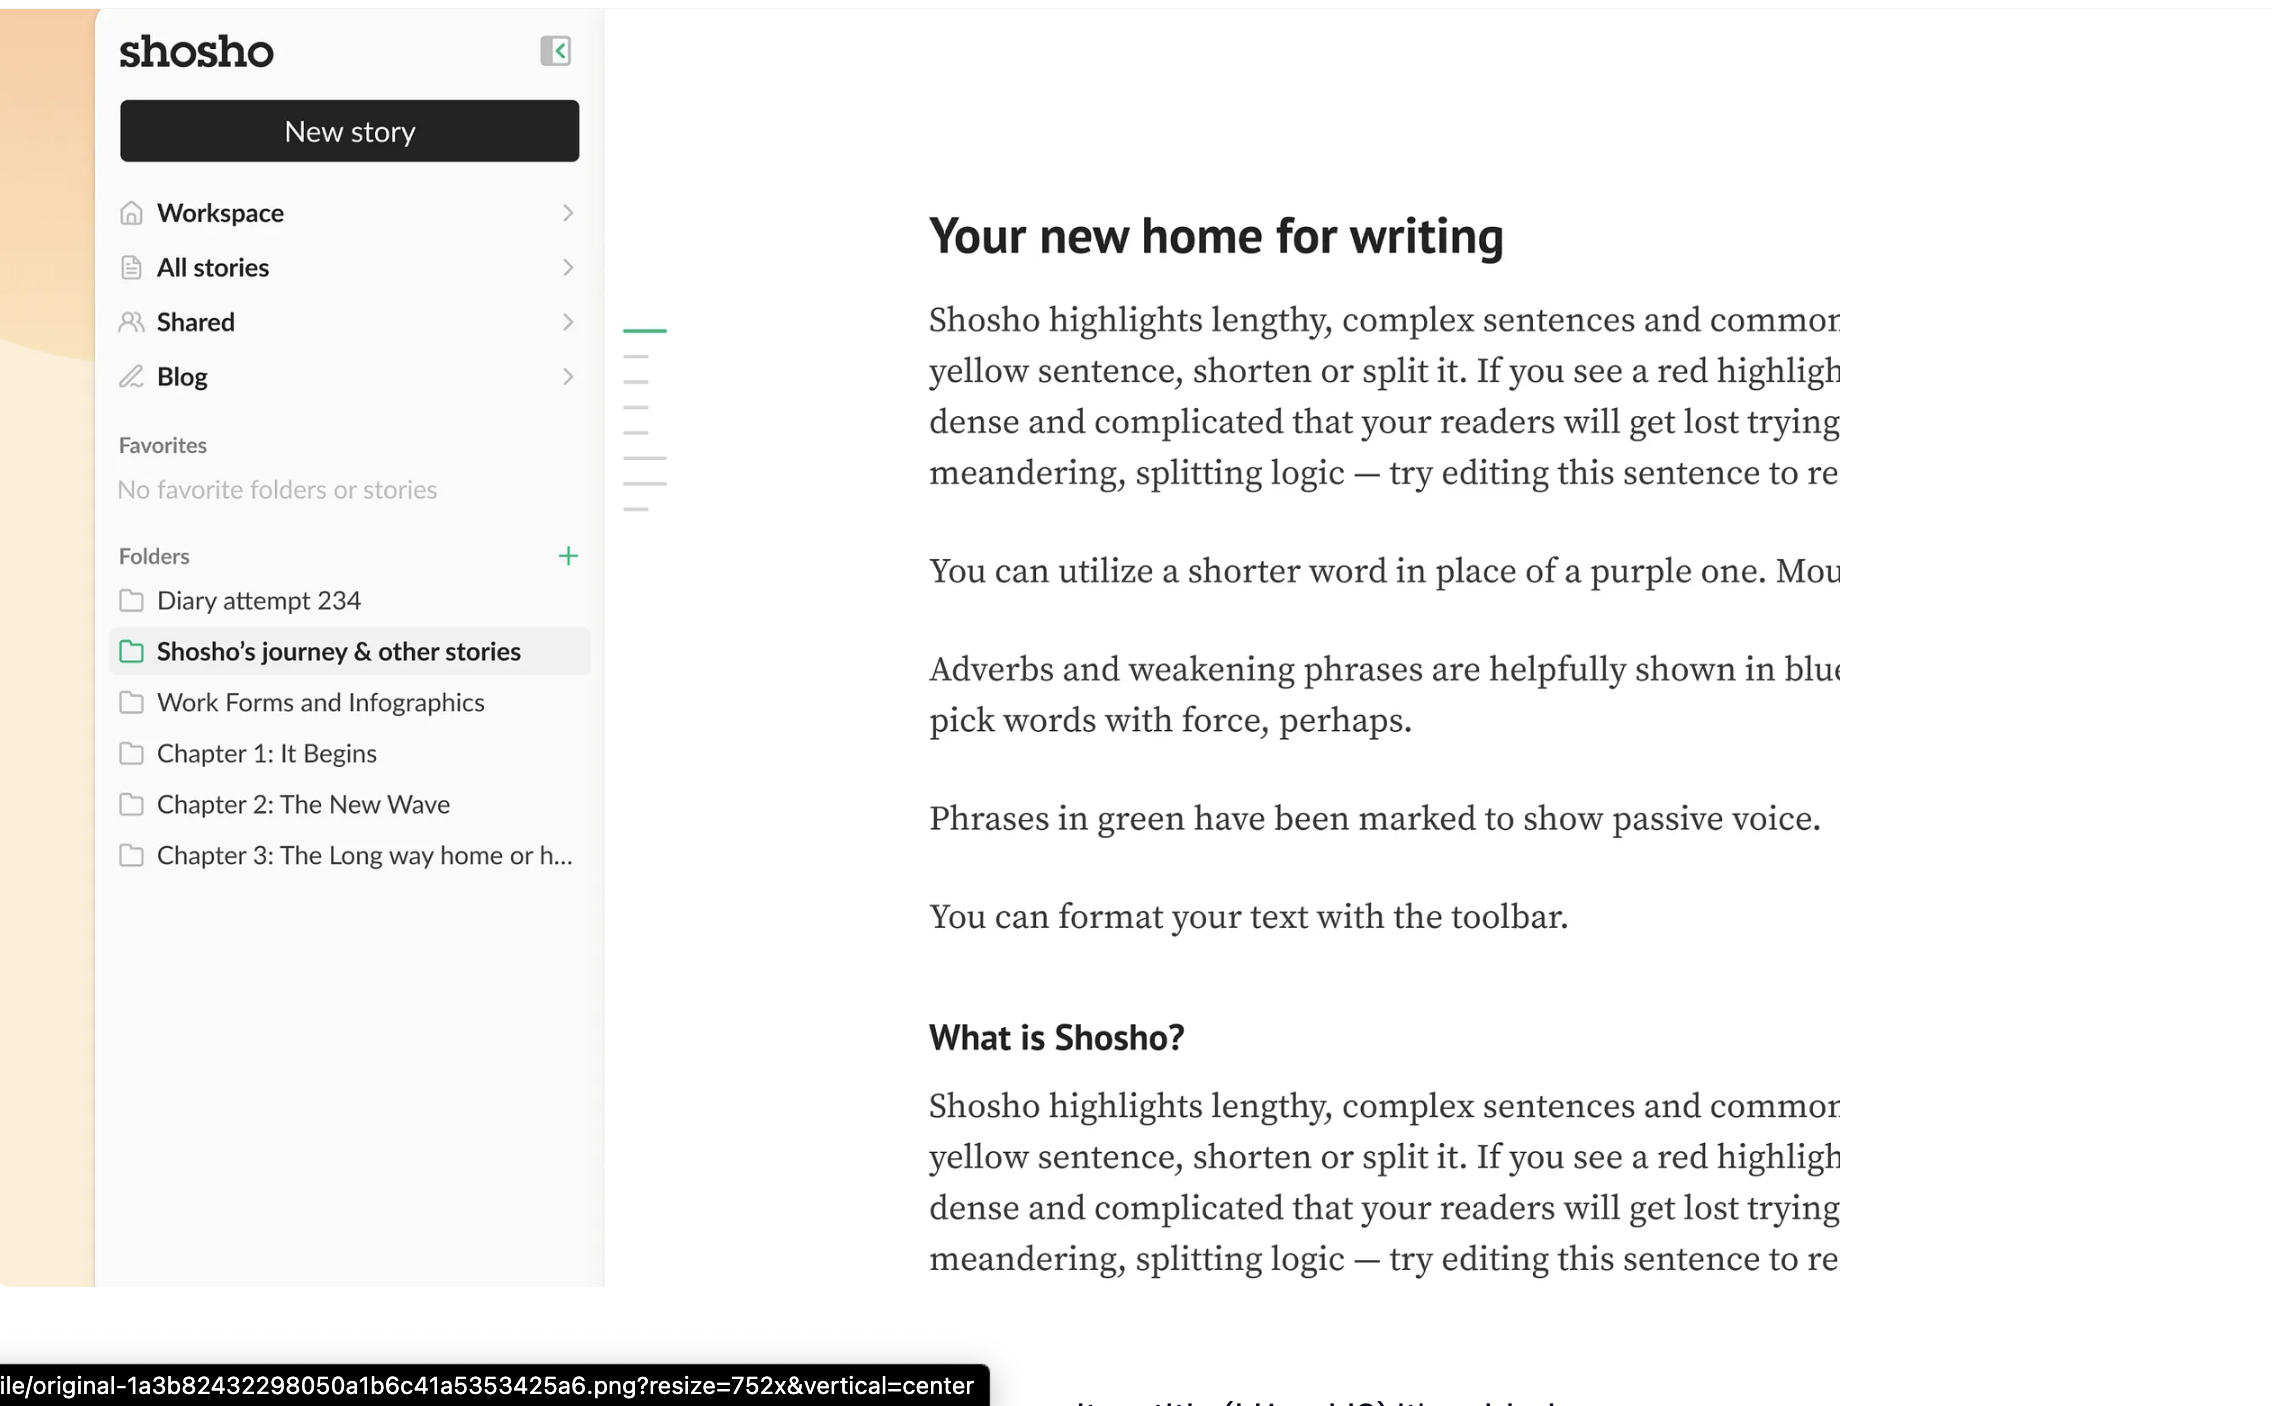 shosho
New story
Workspace
All stories
Shared
Blog
Favorites
No favorite folders or stories
Folders
Diary attempt 234
Shosho’s journey & other stories
Work Forms and Infographics
Chapter 1: It Begins
Chapter 2: The New Wave
Chapter 3: The Long way home or h...
Your new home for writing
Shosho highlights lengthy, complex sentences and common
yellow sentence, shorten or split it. If you see a red highligh
dense and complicated that your readers will get lost trying
meandering, splitting logic — try editing this sentence to re
You can utilize a shorter word in place of a purple one. Mou
Adverbs and weakening phrases are helpfully shown in blue
pick words with force, perhaps.
Phrases in green have been marked to show passive voice.
You can format your text with the toolbar.
What is Shosho?
Shosho highlights lengthy, complex sentences and common
yellow sentence, shorten or split it. If you see a red highligh
dense and complicated that your readers will get lost trying
meandering, splitting logic — try editing this sentence to re
ile/original-1a3b82432298050a1b6c41a5353425a6.png?resize=752x&vertical=center